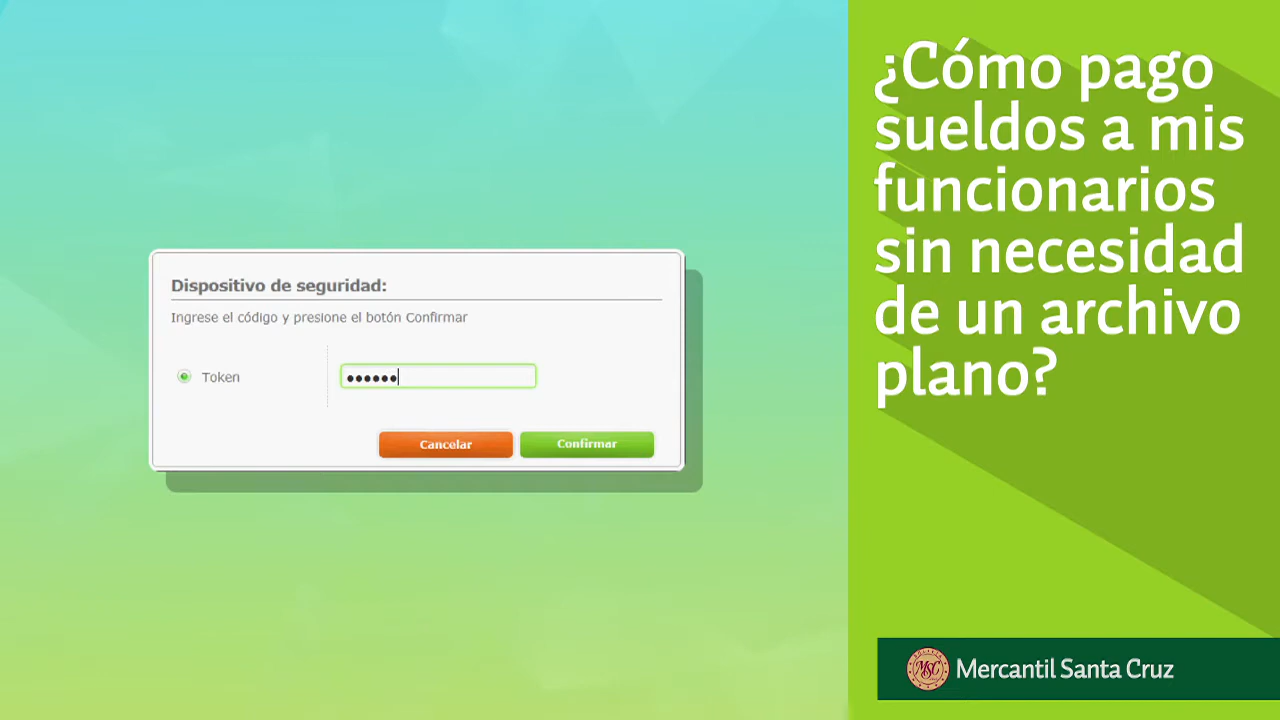 Dispositivo de seguridad:
Ingrese el código y presione el botón Confirmar
Token
••••••
Cancelar
Confirmar
¿Cómo pago
sueldos a mis
funcionarios
sin necesidad
de un archivo
plano?
MSC
Mercantil Santa Cruz